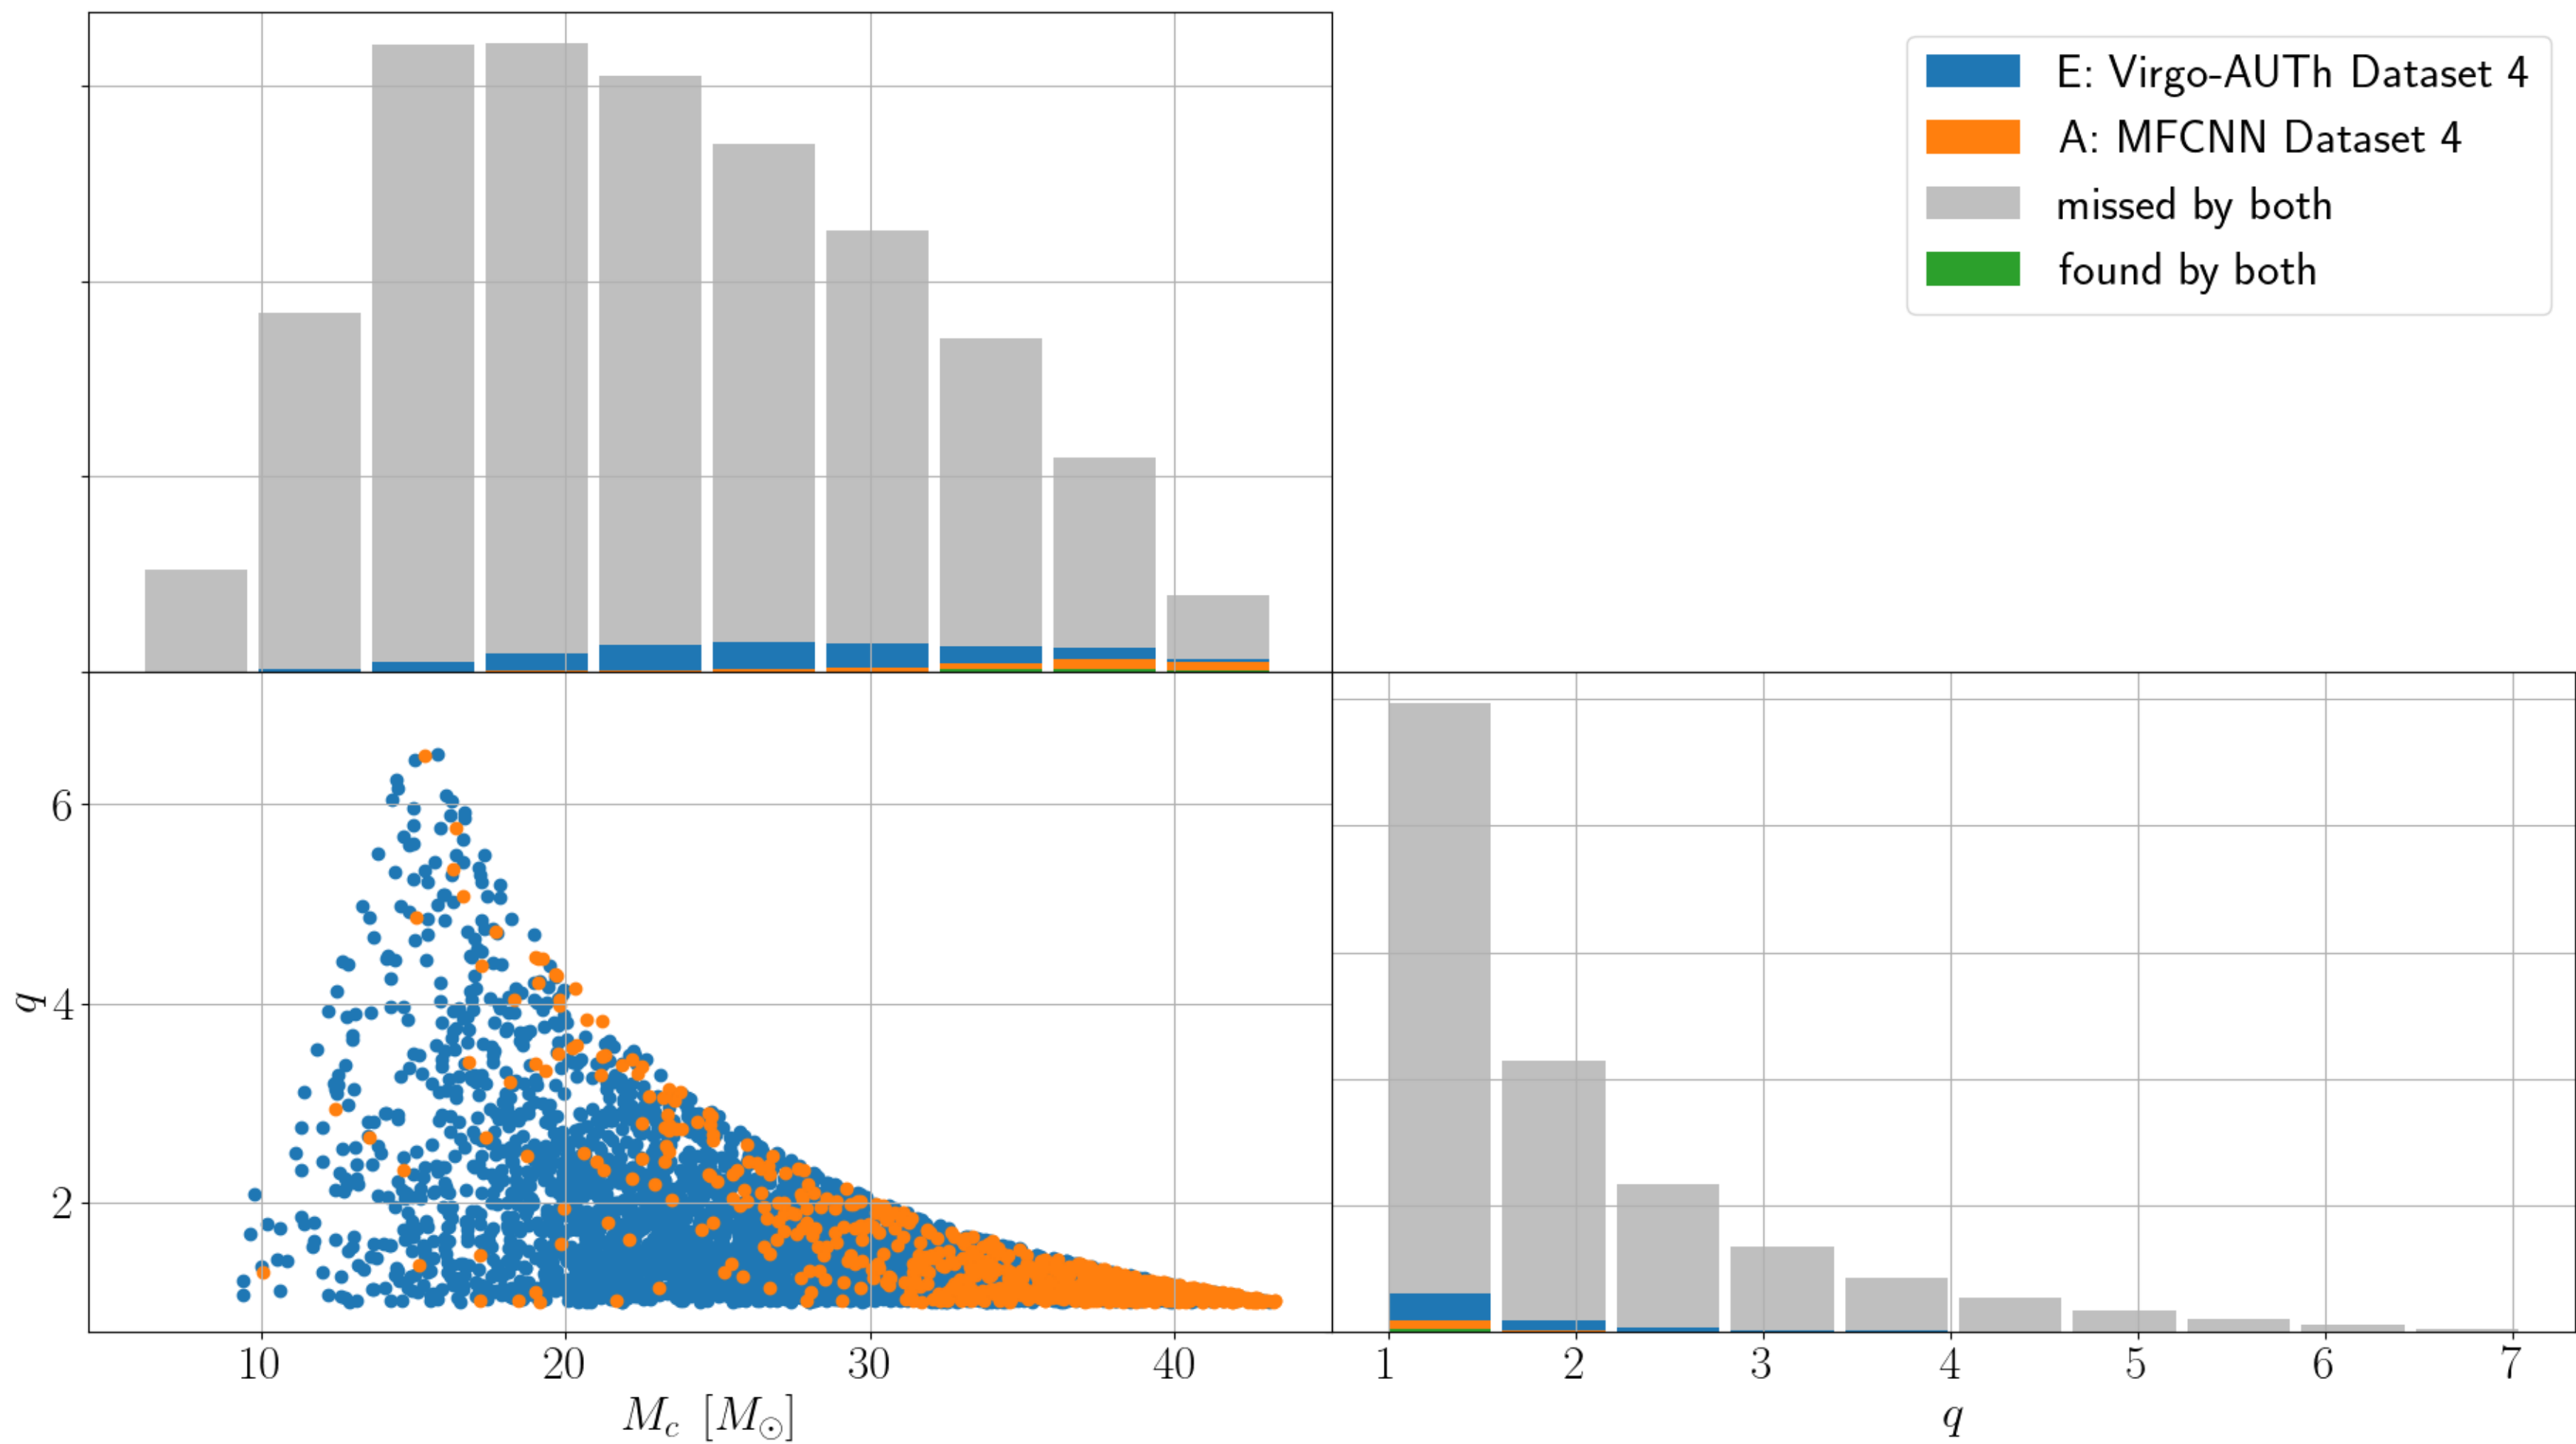 E: Virgo-AUTh Dataset 4
A: MFCNN Dataset 4
missed by both
found by both
6
4
2
q
10 20 30 40
M_c [M_⊙]
1 2 3 4 5 6 7
q